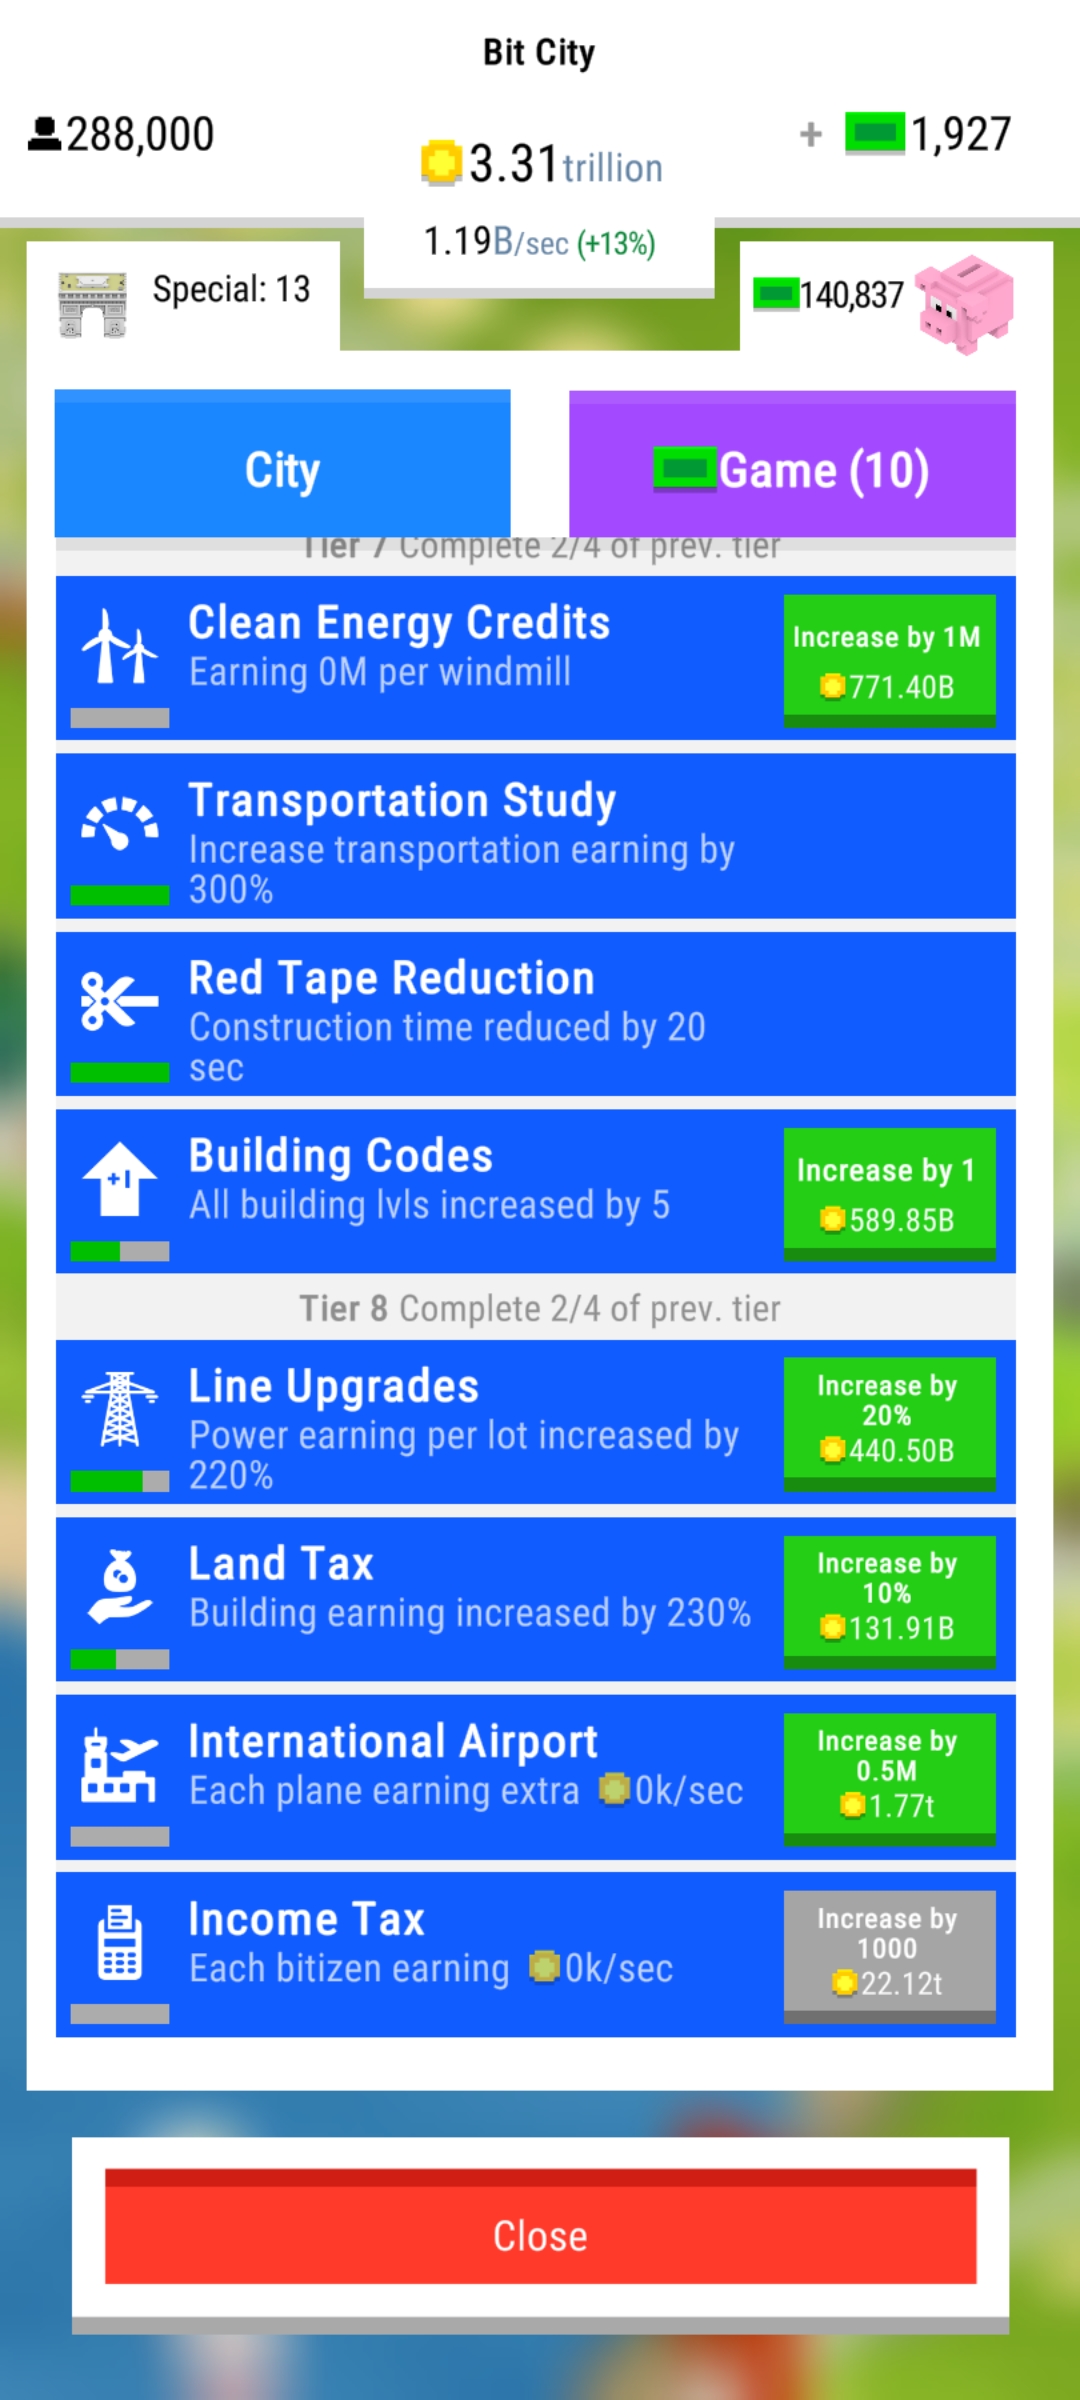 Bit City
288,000
3.31trillion
+ 1,927
1.19B/sec (+13%)
Special: 13
140,837
City
Game (10)
Tier 7 Complete 2/4 of prev. tier
Clean Energy Credits
Earning 0M per windmill
Increase by 1M
771.40B
Transportation Study
Increase transportation earning by
300%
Red Tape Reduction
Construction time reduced by 20
sec
Building Codes
All building lvls increased by 5
+1
Increase by 1
589.85B
Tier 8 Complete 2/4 of prev. tier
Line Upgrades
Power earning per lot increased by
220%
Increase by
20%
440.50B
Land Tax
Building earning increased by 230%
Increase by
10%
131.91B
International Airport
Each plane earning extra 0k/sec
Increase by
0.5M
1.77t
Income Tax
Each bitizen earning 0k/sec
Increase by
1000
22.12t
Close